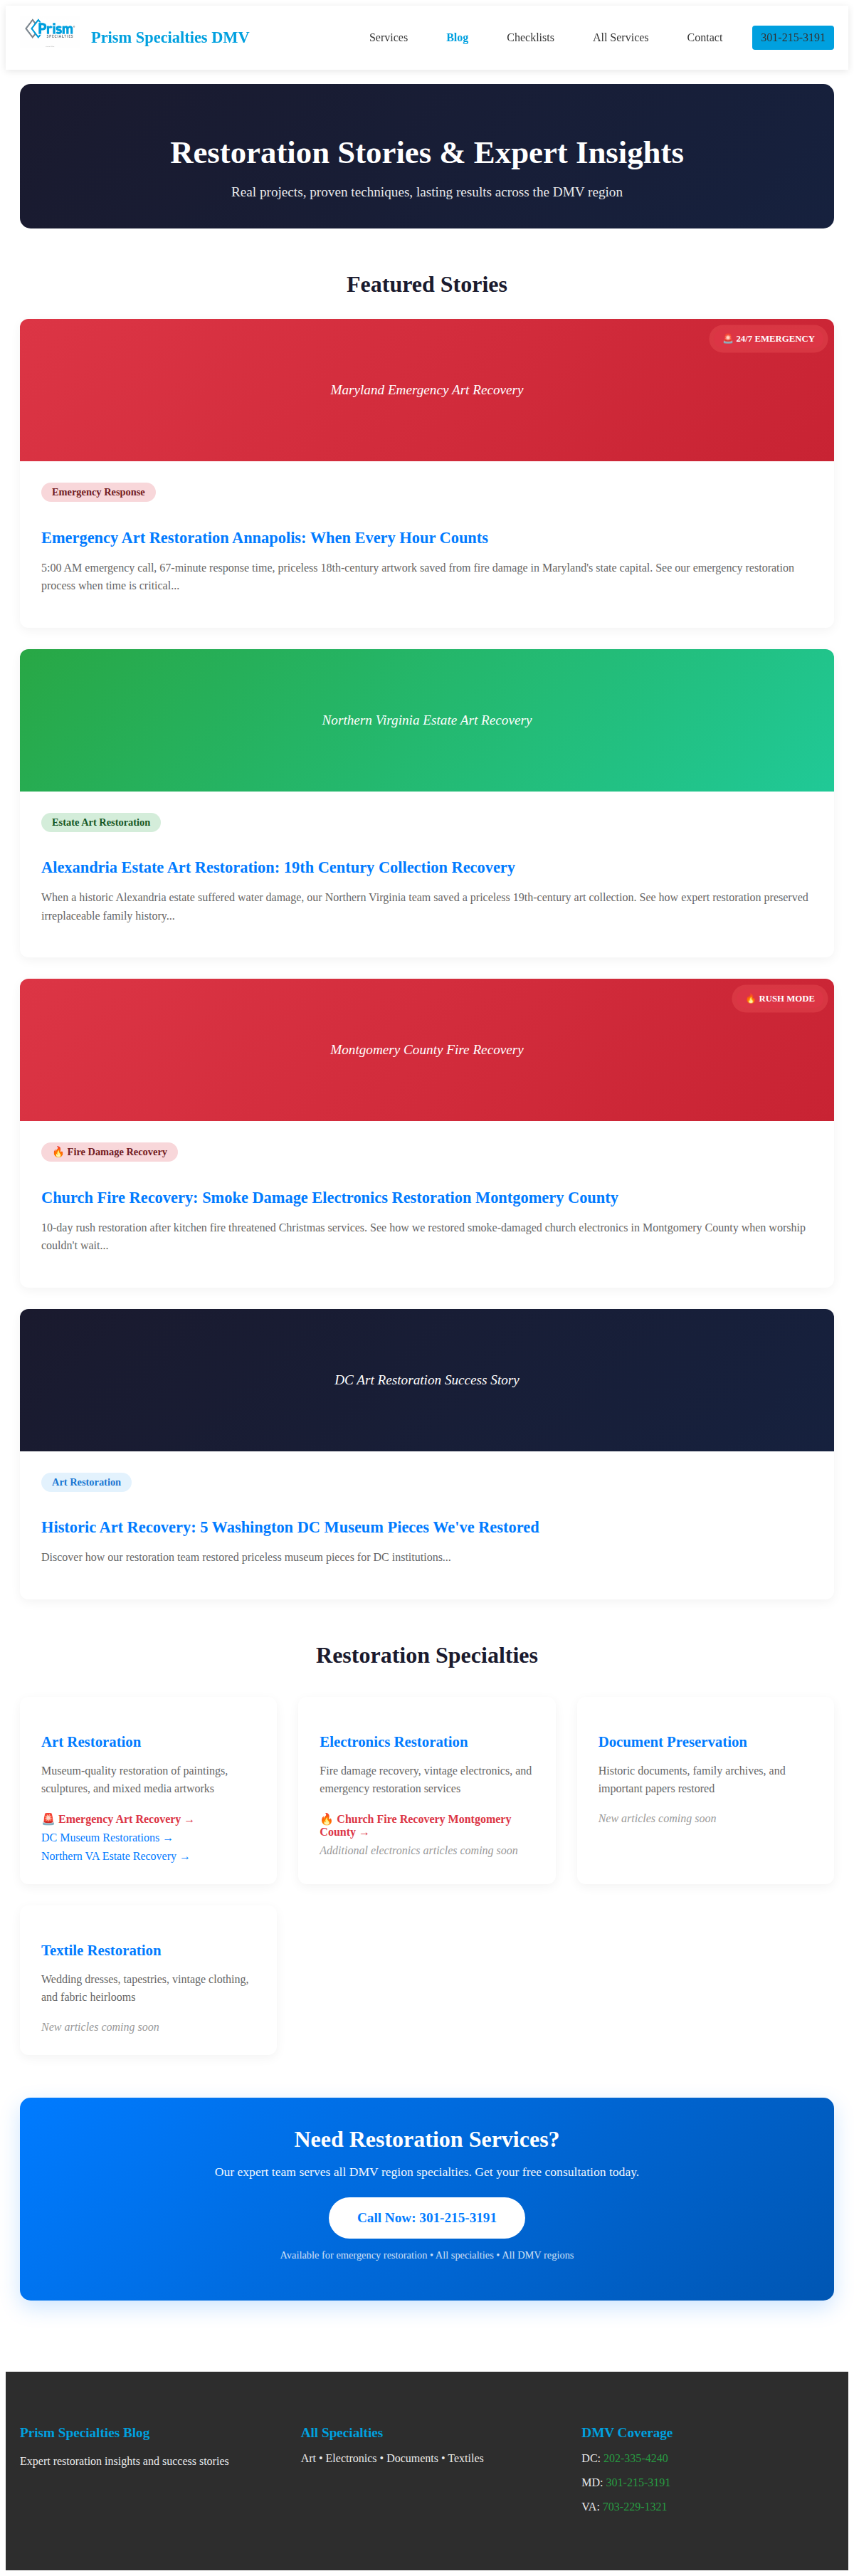 Prism
SPECIALTIES
Prism Specialties DMV
Services
Blog
Checklists
All Services
Contact
301-215-3191
Restoration Stories & Expert Insights
Real projects, proven techniques, lasting results across the DMV region
Featured Stories
🚨 24/7 EMERGENCY
Maryland Emergency Art Recovery
Emergency Response
Emergency Art Restoration Annapolis: When Every Hour Counts
5:00 AM emergency call, 67-minute response time, priceless 18th-century artwork saved from fire damage in Maryland's state capital. See our emergency restoration
process when time is critical...
Northern Virginia Estate Art Recovery
Estate Art Restoration
Alexandria Estate Art Restoration: 19th Century Collection Recovery
When a historic Alexandria estate suffered water damage, our Northern Virginia team saved a priceless 19th-century art collection. See how expert restoration preserved
irreplaceable family history...
🔥 RUSH MODE
Montgomery County Fire Recovery
🔥 Fire Damage Recovery
Church Fire Recovery: Smoke Damage Electronics Restoration Montgomery County
10-day rush restoration after kitchen fire threatened Christmas services. See how we restored smoke-damaged church electronics in Montgomery County when worship
couldn't wait...
DC Art Restoration Success Story
Art Restoration
Historic Art Recovery: 5 Washington DC Museum Pieces We've Restored
Discover how our restoration team restored priceless museum pieces for DC institutions...
Restoration Specialties
Art Restoration
Museum-quality restoration of paintings,
sculptures, and mixed media artworks
🚨 Emergency Art Recovery →
DC Museum Restorations →
Northern VA Estate Recovery →
Electronics Restoration
Fire damage recovery, vintage electronics, and
emergency restoration services
🔥 Church Fire Recovery Montgomery
County →
Additional electronics articles coming soon
Document Preservation
Historic documents, family archives, and
important papers restored
New articles coming soon
Textile Restoration
Wedding dresses, tapestries, vintage clothing,
and fabric heirlooms
New articles coming soon
Need Restoration Services?
Our expert team serves all DMV region specialties. Get your free consultation today.
Call Now: 301-215-3191
Available for emergency restoration • All specialties • All DMV regions
Prism Specialties Blog
Expert restoration insights and success stories
All Specialties
Art • Electronics • Documents • Textiles
DMV Coverage
DC: 202-335-4240
MD: 301-215-3191
VA: 703-229-1321